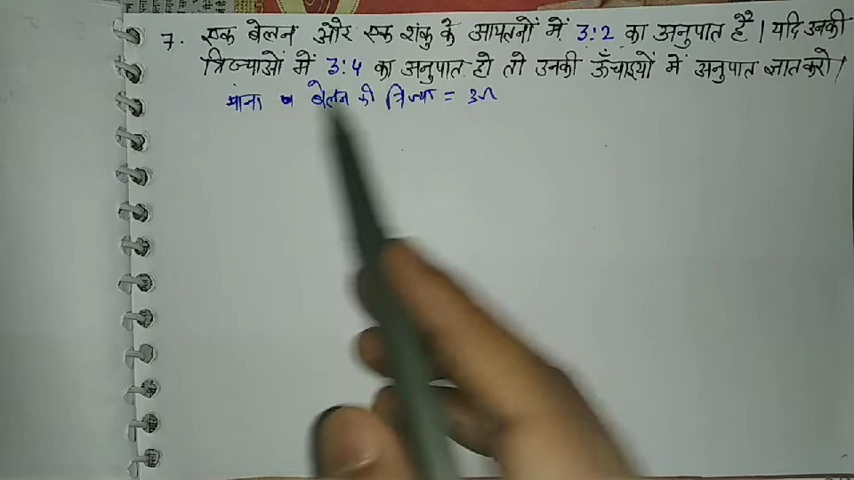 7. एक बेलन और एक शंकु के आयतनों में 3:2 का अनुपात है। यदि उनकी
त्रिज्याओं में 3:4 का अनुपात हो तो उनकी ऊँचाइयों में अनुपात ज्ञात करो।
माना बेलन की त्रिज्या = 3r